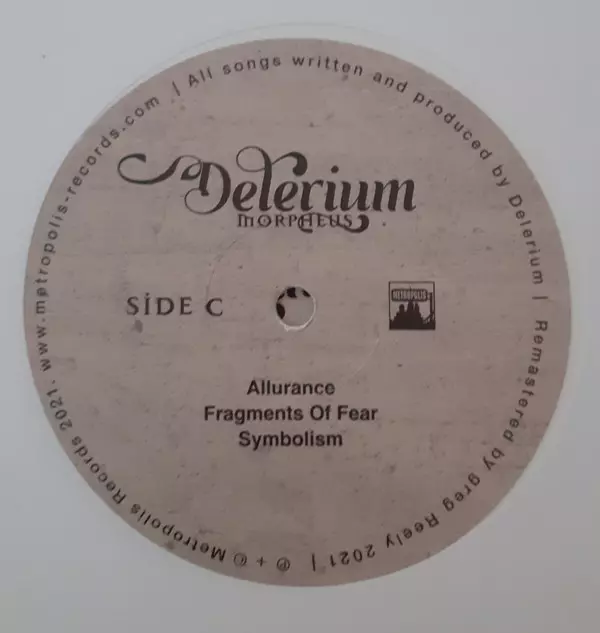 Delerium
MORPHEUS
SİDE C
METROPOLIS
Allurance
Fragments Of Fear
Symbolism
| All songs written and produced by Delerium | Remastered by greg Reely 2021 | ℗ + © Metropolis Records 2021. www.metropolis-records.com